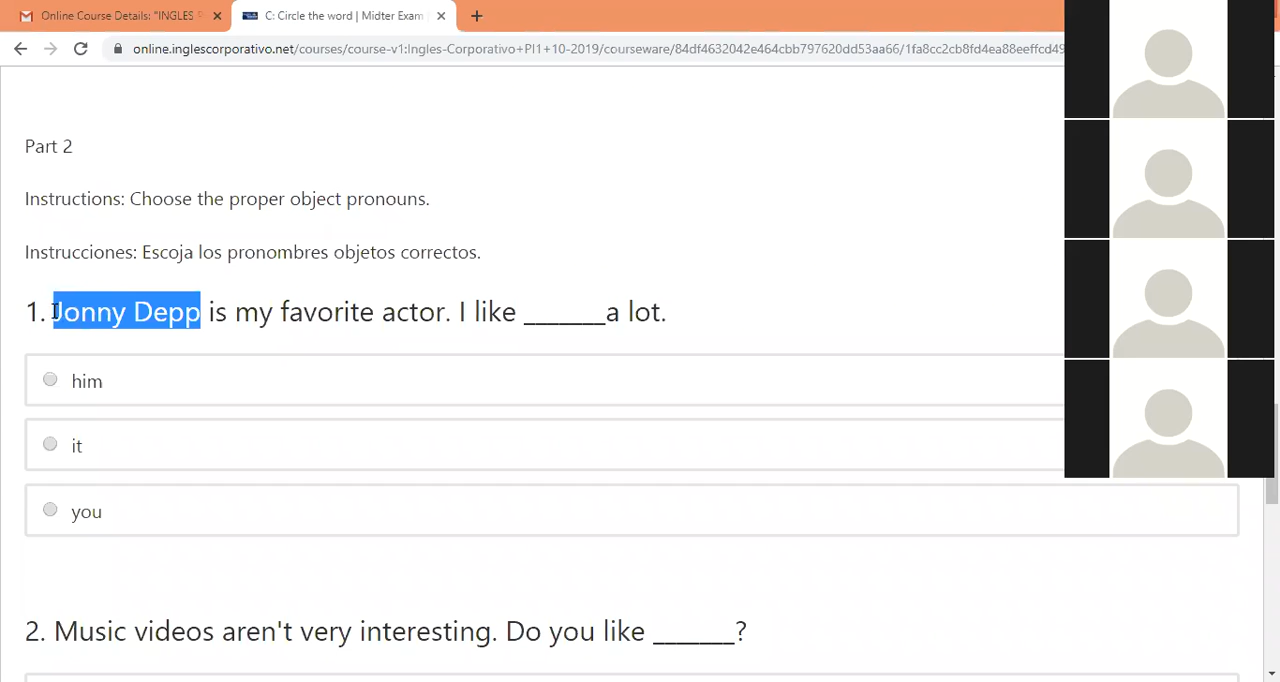 Online Course Details: "INGLES
C: Circle the word | Midter Exam
online.inglescorporativo.net/courses/course-v1:Ingles-Corporativo+PI1+10-2019/courseware/84df4632042e464cbb797620dd53aa66/1fa8cc2cb8fd4ea88eeffcd49
Part 2
Instructions: Choose the proper object pronouns.
Instrucciones: Escoja los pronombres objetos correctos.
1. Jonny Depp is my favorite actor. I like _______a lot.
him
it
you
2. Music videos aren't very interesting. Do you like _______?